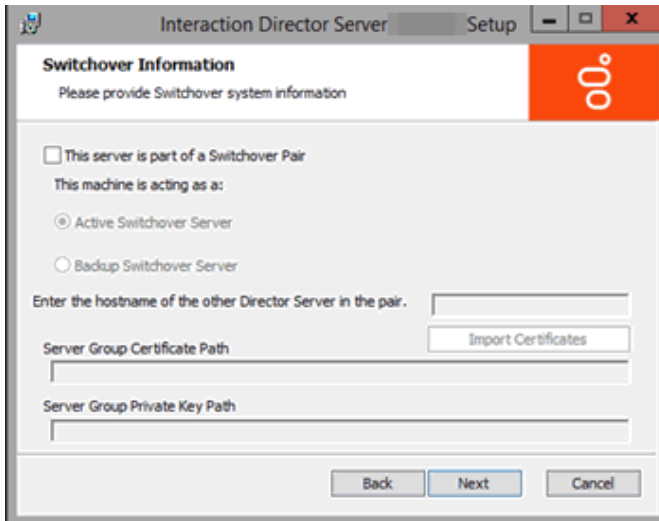 Interaction Director Server Setup
Switchover Information
Please provide Switchover system information
This server is part of a Switchover Pair
This machine is acting as a:
Active Switchover Server
Backup Switchover Server
Enter the hostname of the other Director Server in the pair.
Import Certificates
Server Group Certificate Path
Server Group Private Key Path
Back Next Cancel